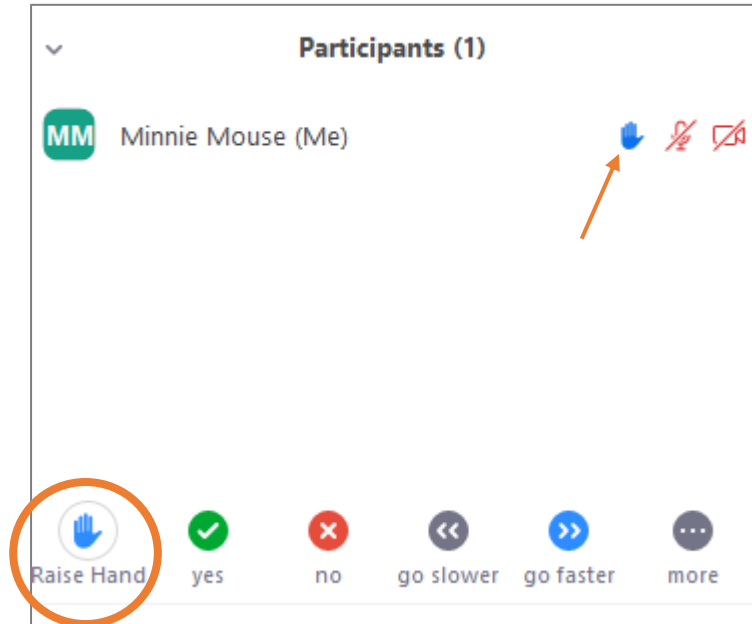 Participants (1)
MM Minnie Mouse (Me)
Raise Hand yes no go slower go faster more